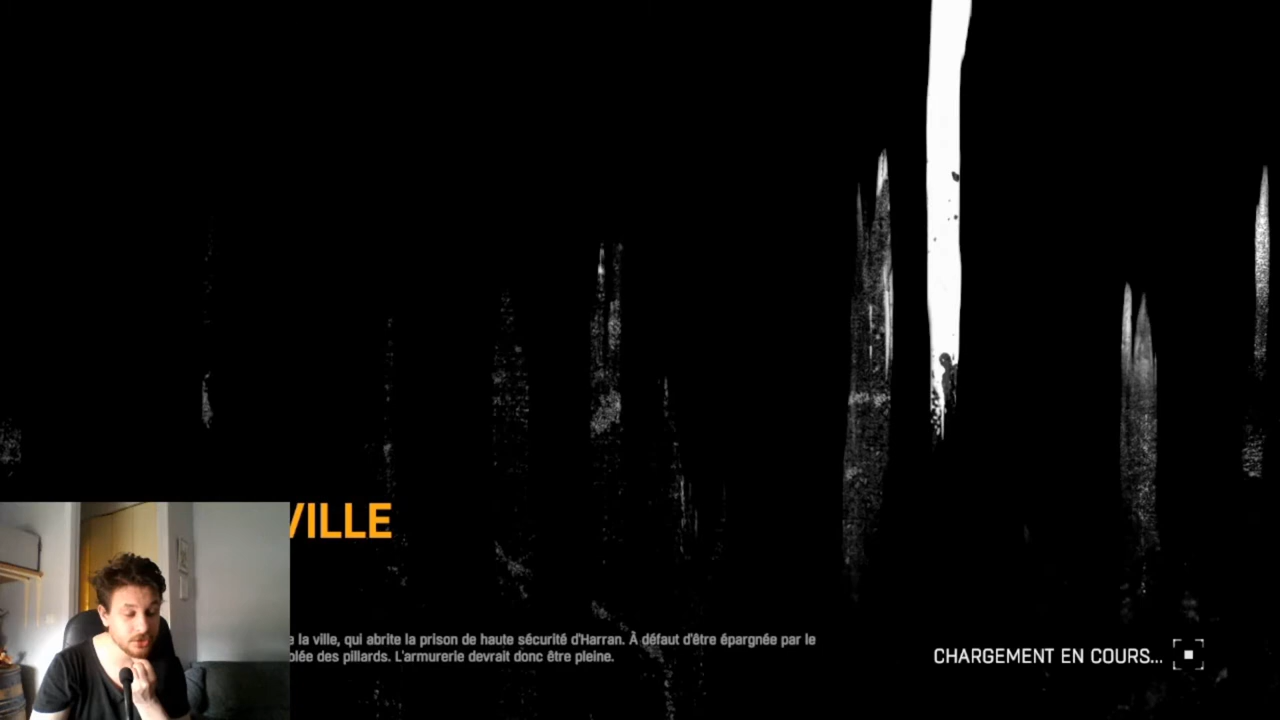 VILLE
la ville, qui abrite la prison de haute sécurité d'Harran. À défaut d'être épargnée par le
des pillards. L'armurerie devrait donc être pleine.
CHARGEMENT EN COURS...